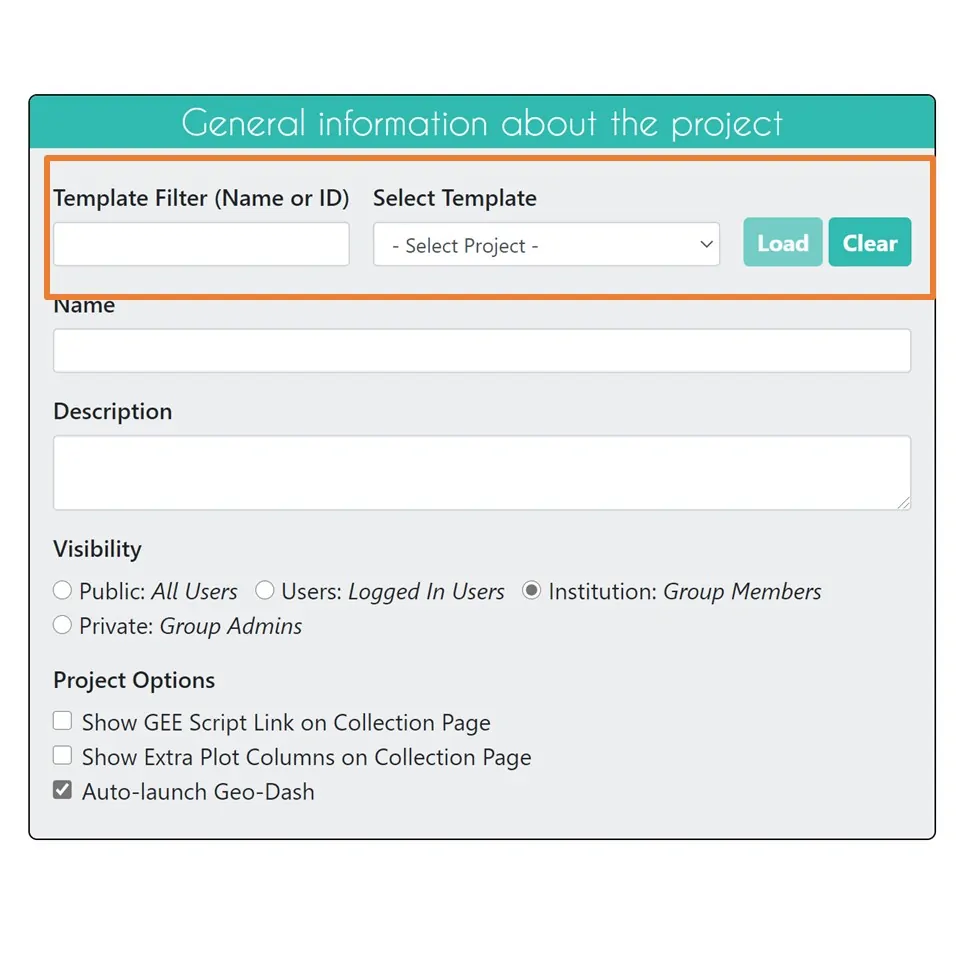 General information about the project
Template Filter (Name or ID) Select Template
- Select Project - Load Clear
Name
Description
Visibility
Public: All Users Users: Logged In Users Institution: Group Members
Private: Group Admins
Project Options
Show GEE Script Link on Collection Page
Show Extra Plot Columns on Collection Page
Auto-launch Geo-Dash